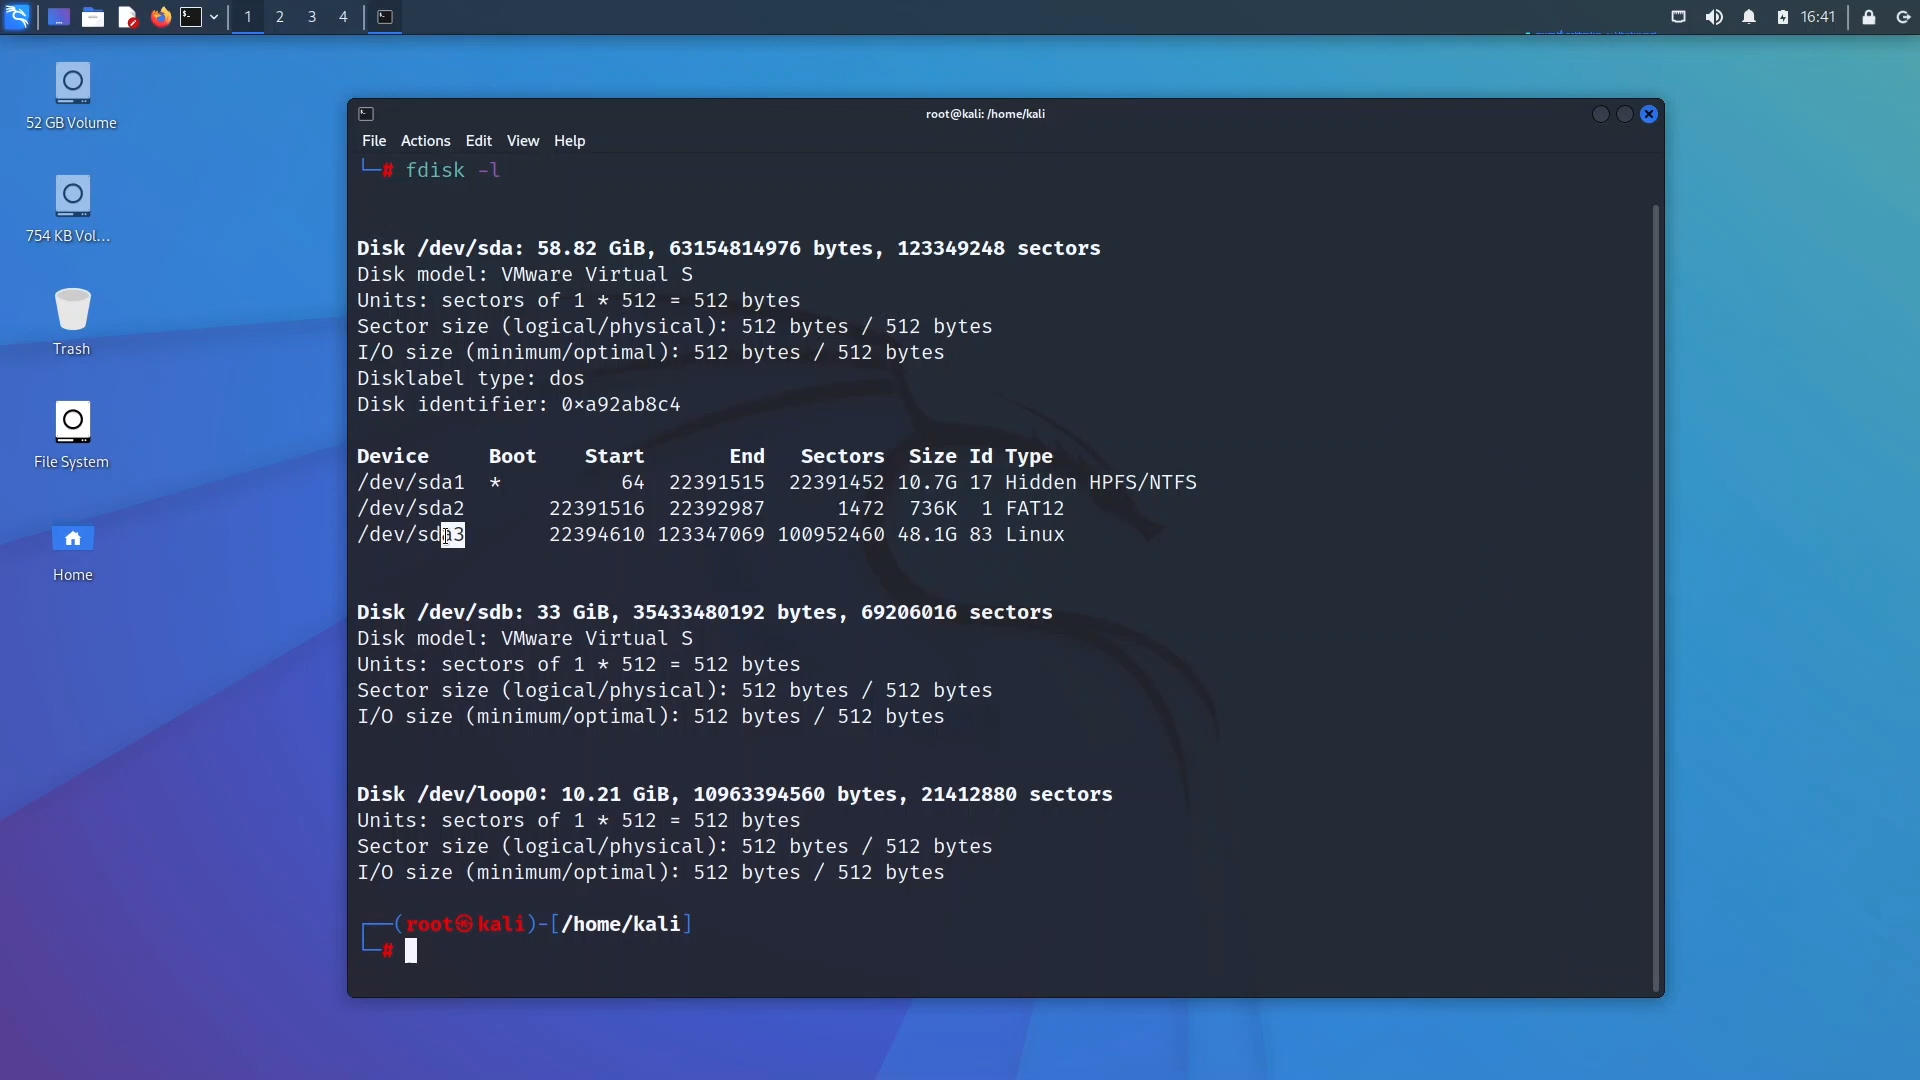 1 2 3 4 16:41
52 GB Volume
754 KB Vol...
Trash
File System
Home
root@kali: /home/kali
File Actions Edit View Help
└─# fdisk -l
Disk /dev/sda: 58.82 GiB, 63154814976 bytes, 123349248 sectors
Disk model: VMware Virtual S
Units: sectors of 1 * 512 = 512 bytes
Sector size (logical/physical): 512 bytes / 512 bytes
I/O size (minimum/optimal): 512 bytes / 512 bytes
Disklabel type: dos
Disk identifier: 0xa92ab8c4
Device Boot Start End Sectors Size Id Type
/dev/sda1 * 64 22391515 22391452 10.7G 17 Hidden HPFS/NTFS
/dev/sda2 22391516 22392987 1472 736K 1 FAT12
/dev/sda3 22394610 123347069 100952460 48.1G 83 Linux
Disk /dev/sdb: 33 GiB, 35433480192 bytes, 69206016 sectors
Disk model: VMware Virtual S
Units: sectors of 1 * 512 = 512 bytes
Sector size (logical/physical): 512 bytes / 512 bytes
I/O size (minimum/optimal): 512 bytes / 512 bytes
Disk /dev/loop0: 10.21 GiB, 10963394560 bytes, 21412880 sectors
Units: sectors of 1 * 512 = 512 bytes
Sector size (logical/physical): 512 bytes / 512 bytes
I/O size (minimum/optimal): 512 bytes / 512 bytes
┌──(root㉿kali)-[/home/kali]
└─#